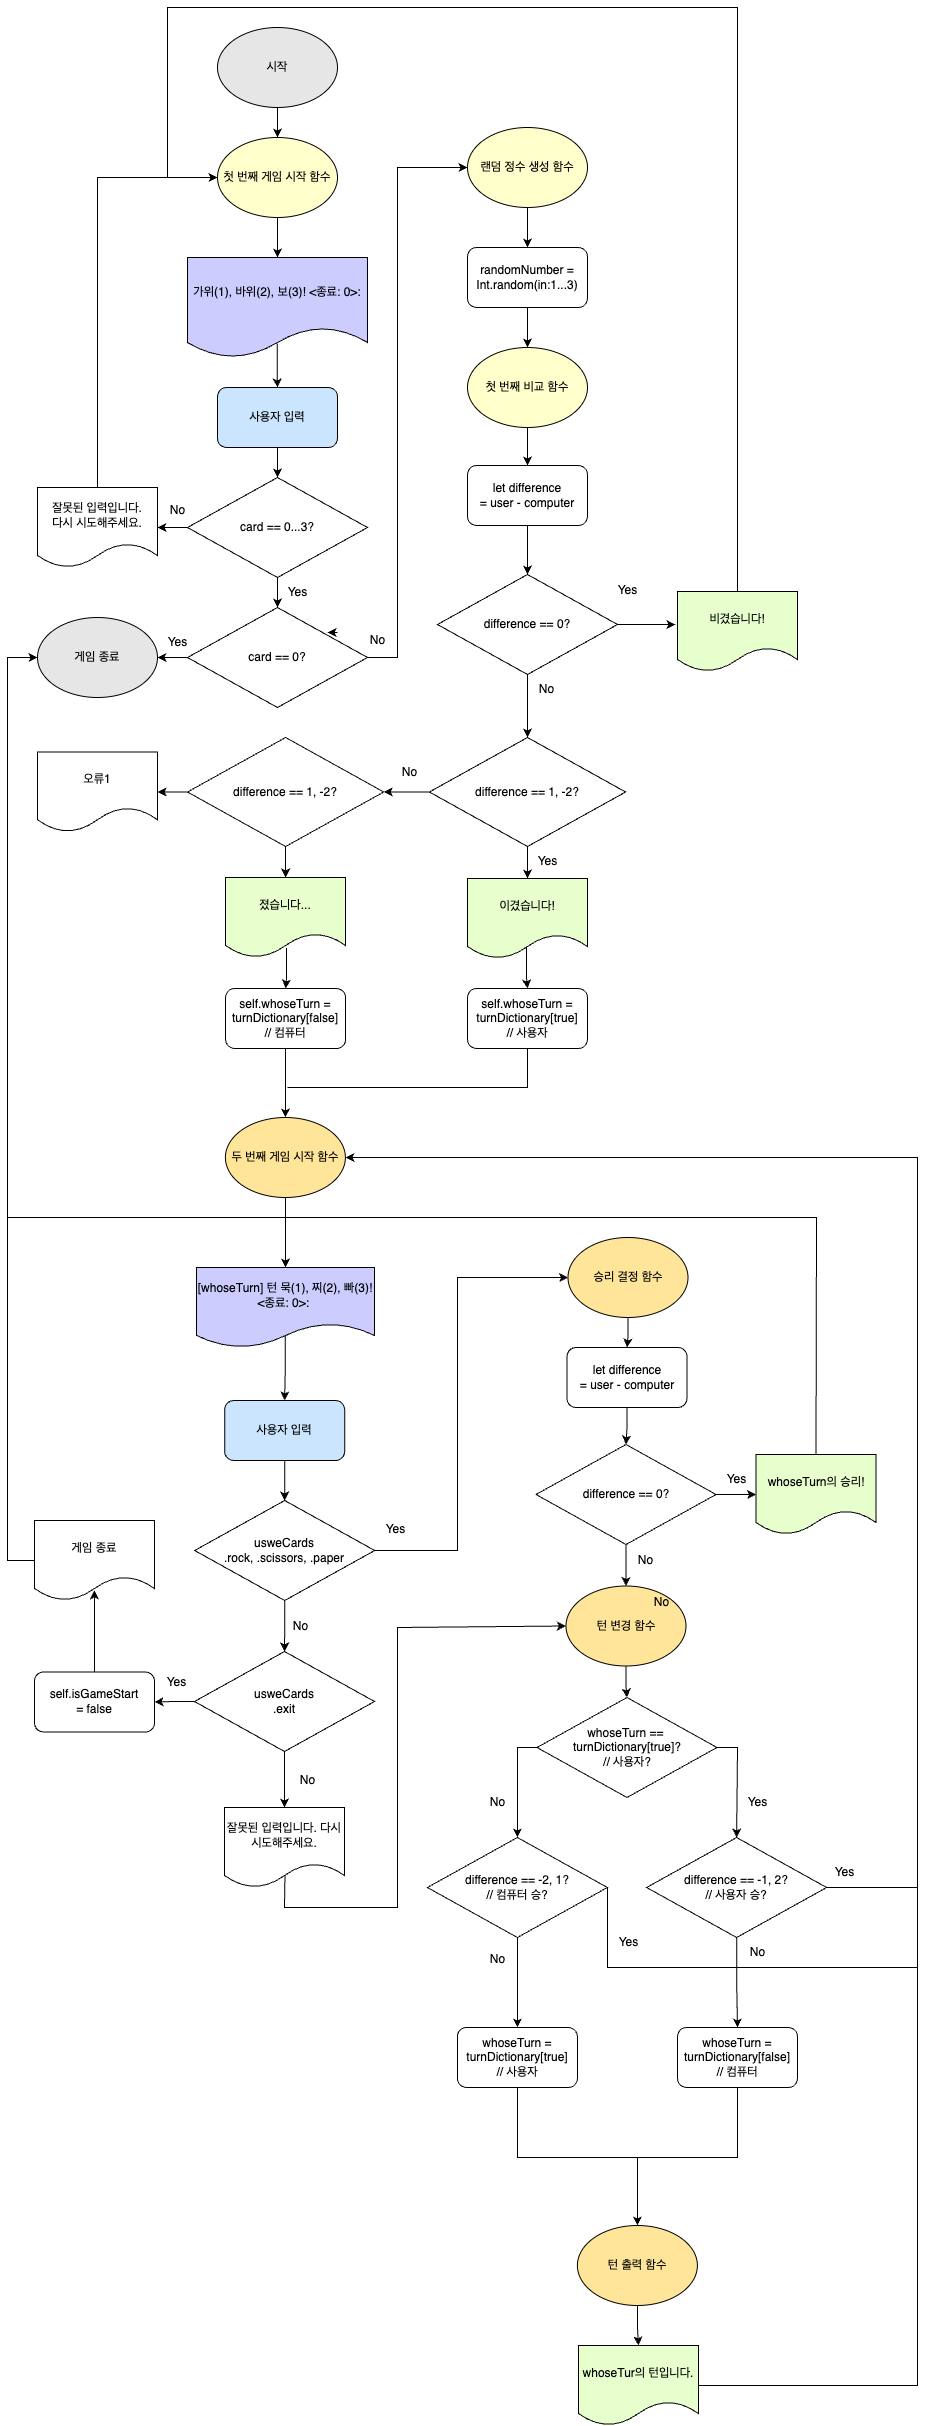 시작
첫 번째 게임 시작 함수
가위(1), 바위(2), 보(3)! <종료: 0>:
사용자 입력
card == 0...3?
No
잘못된 입력입니다.
다시 시도해주세요.
Yes
card == 0?
Yes
게임 종료
No
랜덤 정수 생성 함수
randomNumber =
Int.random(in:1...3)
첫 번째 비교 함수
let difference
= user - computer
difference == 0?
Yes
비겼습니다!
No
difference == 1, -2?
No
difference == 1, -2?
오류1
Yes
졌습니다...
이겼습니다!
self.whoseTurn =
turnDictionary[false]
// 컴퓨터
self.whoseTurn =
turnDictionary[true]
// 사용자
두 번째 게임 시작 함수
[whoseTurn] 턴 묵(1), 찌(2), 빠(3)!
<종료: 0>:
사용자 입력
usweCards
.rock, .scissors, .paper
Yes
No
usweCards
.exit
Yes
self.isGameStart
= false
게임 종료
No
잘못된 입력입니다. 다시
시도해주세요.
승리 결정 함수
let difference
= user - computer
difference == 0?
Yes
whoseTurn의 승리!
No
No
턴 변경 함수
whoseTurn ==
turnDictionary[true]?
// 사용자?
No
Yes
difference == -2, 1?
// 컴퓨터 승?
difference == -1, 2?
// 사용자 승?
Yes
Yes
No
No
whoseTurn =
turnDictionary[true]
// 사용자
whoseTurn =
turnDictionary[false]
// 컴퓨터
턴 출력 함수
whoseTur의 턴입니다.